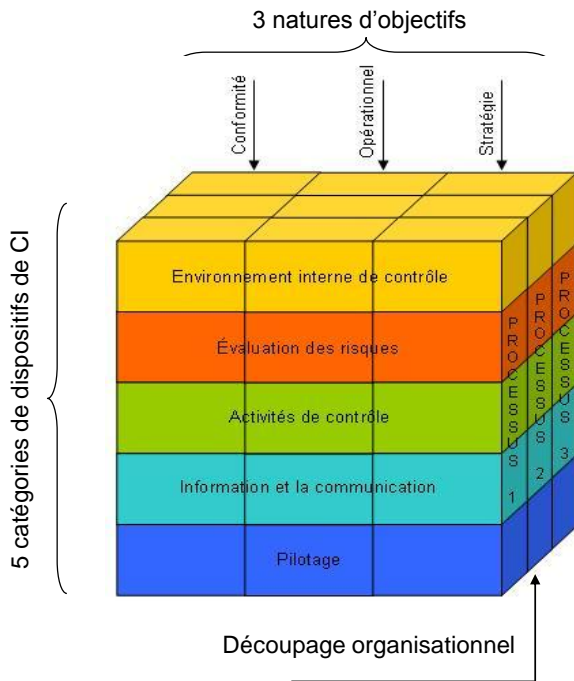 3 natures d’objectifs
Conformité
Opérationnel
Stratégie
5 catégories de dispositifs de CI
Environnement interne de contrôle
Évaluation des risques
Activités de contrôle
Information et la communication
Pilotage
PROCESSUS 1
PROCESSUS 2
PROCESSUS 3
Découpage organisationnel